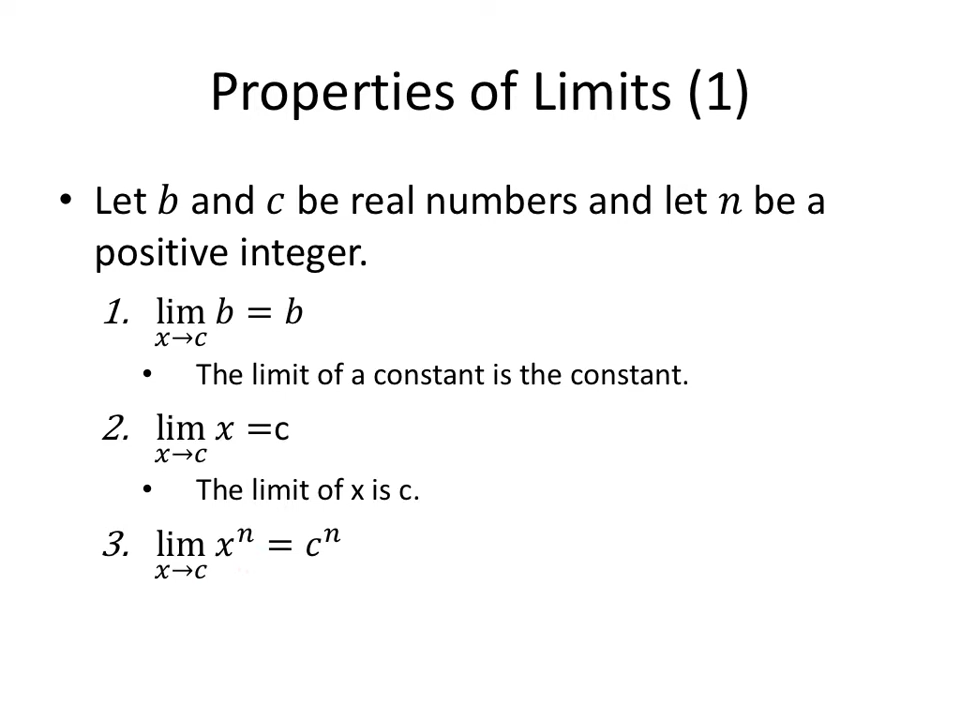 Properties of Limits (1)
• Let b and c be real numbers and let n be a
positive integer.
1. lim b = b
x→c
• The limit of a constant is the constant.
2. lim x =c
x→c
• The limit of x is c.
3. lim xⁿ = cⁿ
x→c